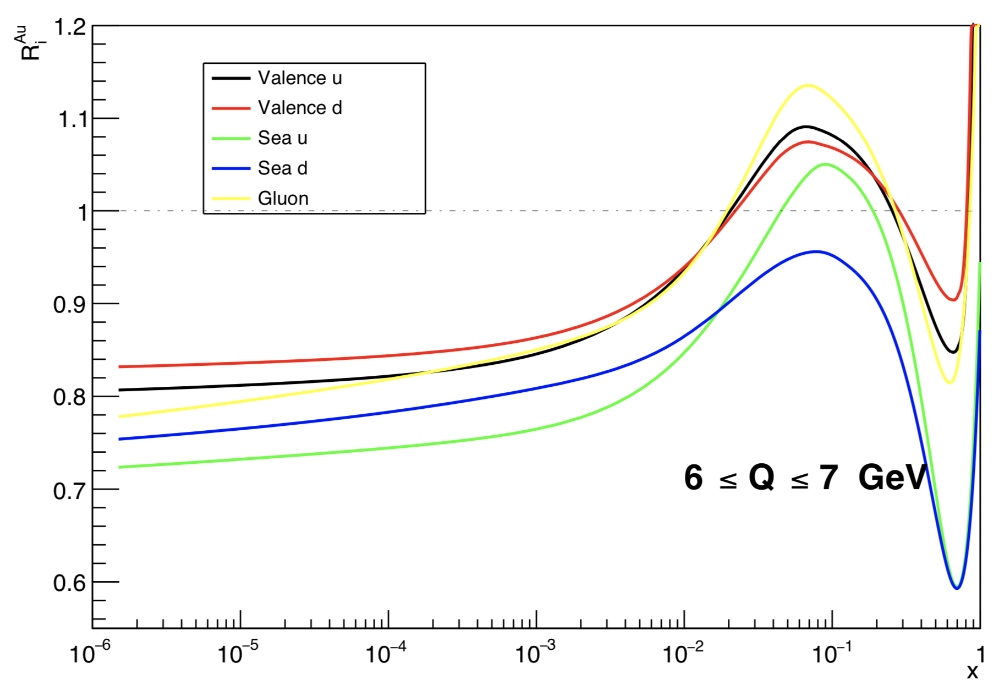 R_i^Au
1.2
1.1
1
0.9
0.8
0.7
0.6
Valence u
Valence d
Sea u
Sea d
Gluon
6 ≤ Q ≤ 7 GeV
10^−6
10^−5
10^−4
10^−3
10^−2
10^−1
1
x